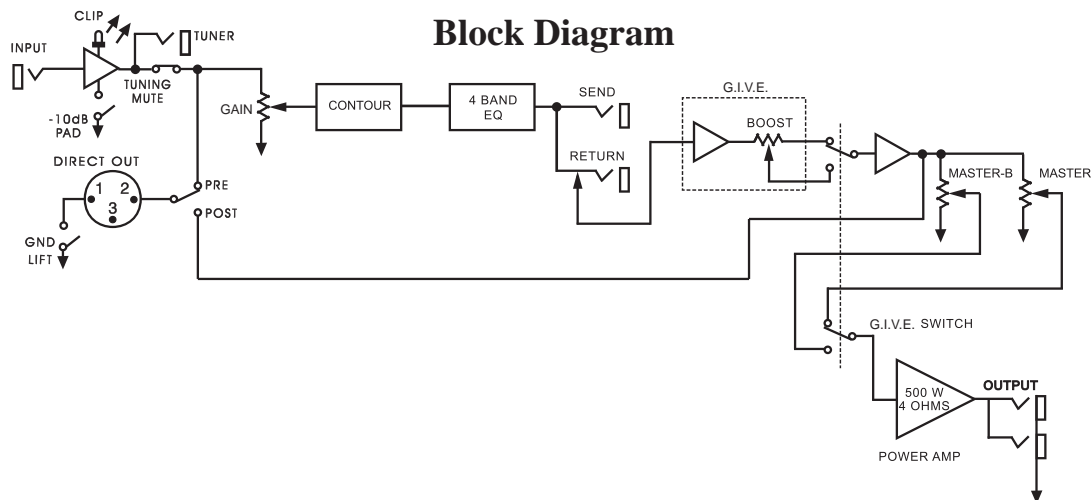 Block Diagram
CLIP
TUNER
INPUT
TUNING
MUTE
-10dB
PAD
GAIN
CONTOUR
4 BAND
EQ
SEND
RETURN
G.I.V.E.
BOOST
MASTER-B
MASTER
DIRECT OUT
1
2
3
PRE
POST
GND
LIFT
G.I.V.E. SWITCH
500 W
4 OHMS
OUTPUT
POWER AMP